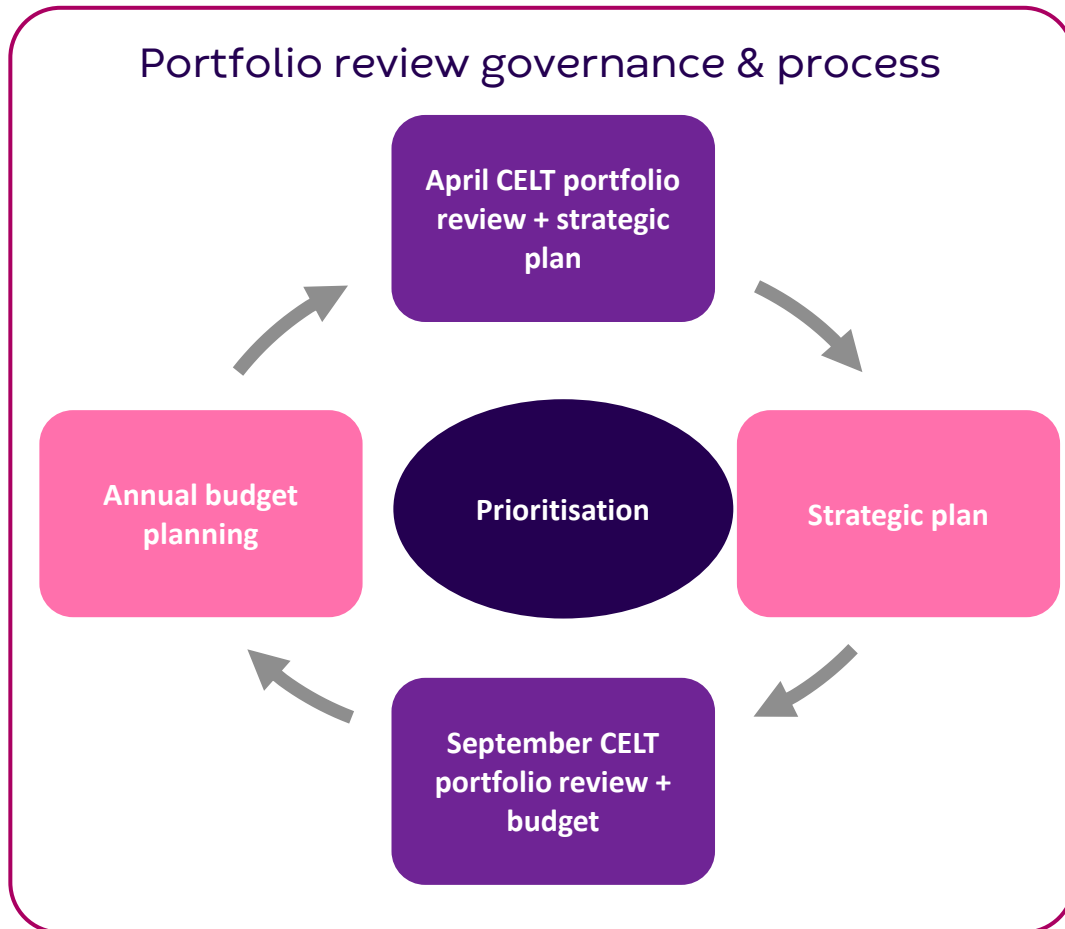 Portfolio review governance & process
April CELT portfolio
review + strategic
plan
Annual budget
planning
Prioritisation
Strategic plan
September CELT
portfolio review +
budget